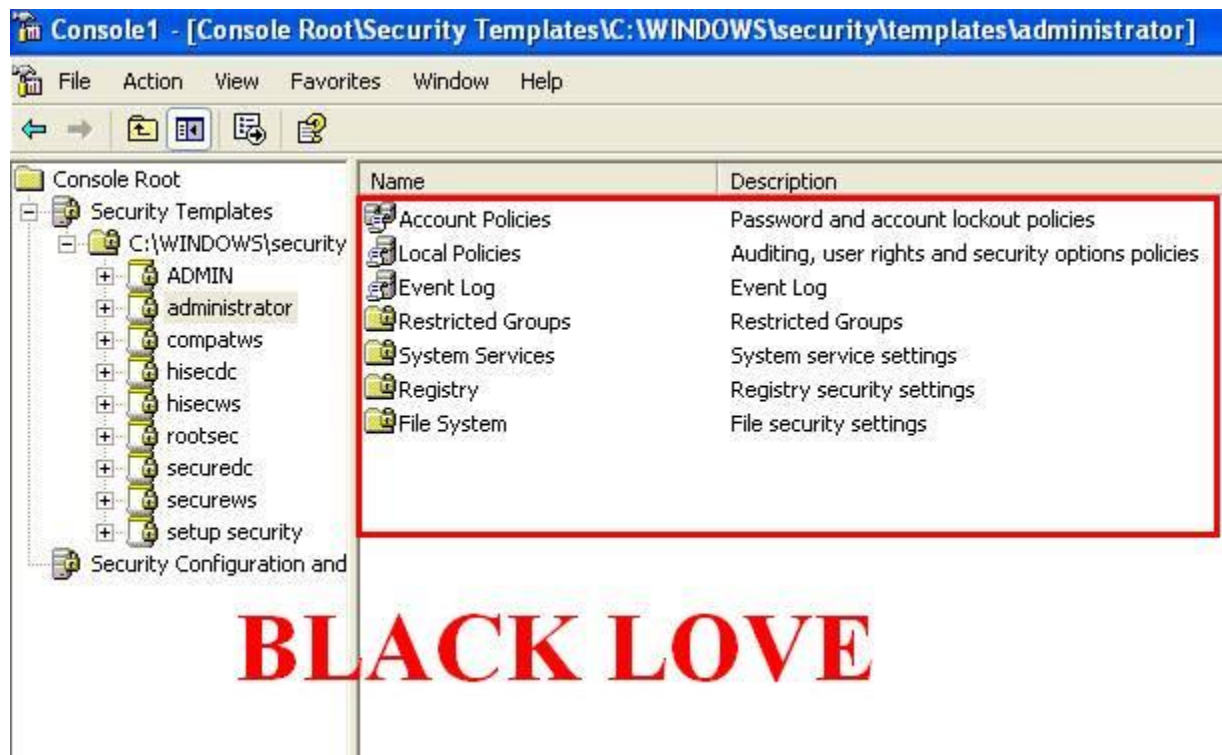 Console1 - [Console Root\Security Templates\C:\WINDOWS\security\templates\administrator]
File Action View Favorites Window Help
Console Root
Security Templates
C:\WINDOWS\security
ADMIN
administrator
compatws
hisecdc
hisecws
rootsec
securedc
securews
setup security
Security Configuration and
Name Description
Account Policies Password and account lockout policies
Local Policies Auditing, user rights and security options policies
Event Log Event Log
Restricted Groups Restricted Groups
System Services System service settings
Registry Registry security settings
File System File security settings
BLACK LOVE